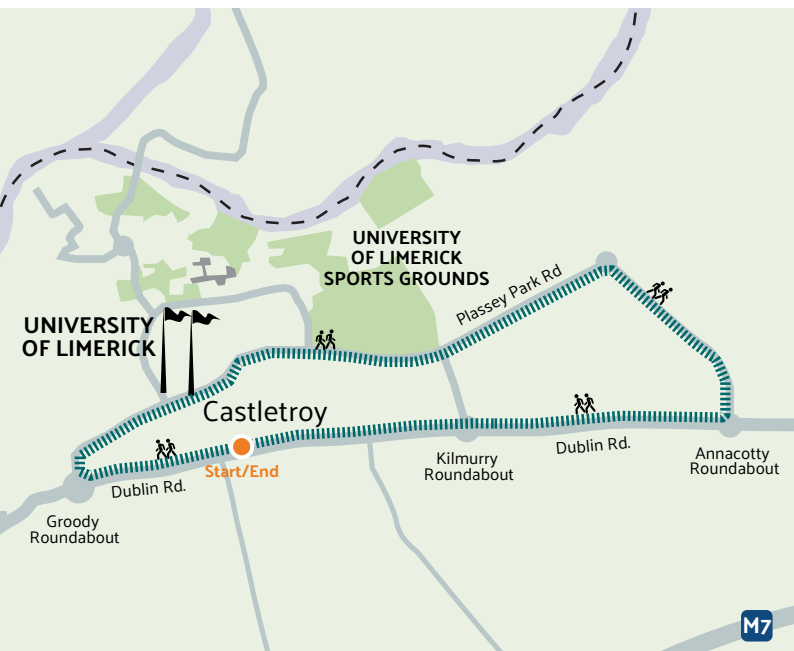 UNIVERSITY
OF LIMERICK
SPORTS GROUNDS
Plassey Park Rd
UNIVERSITY
OF LIMERICK
Castletroy
Start/End
Dublin Rd.
Kilmurry
Roundabout
Dublin Rd.
Annacotty
Roundabout
Groody
Roundabout
M7